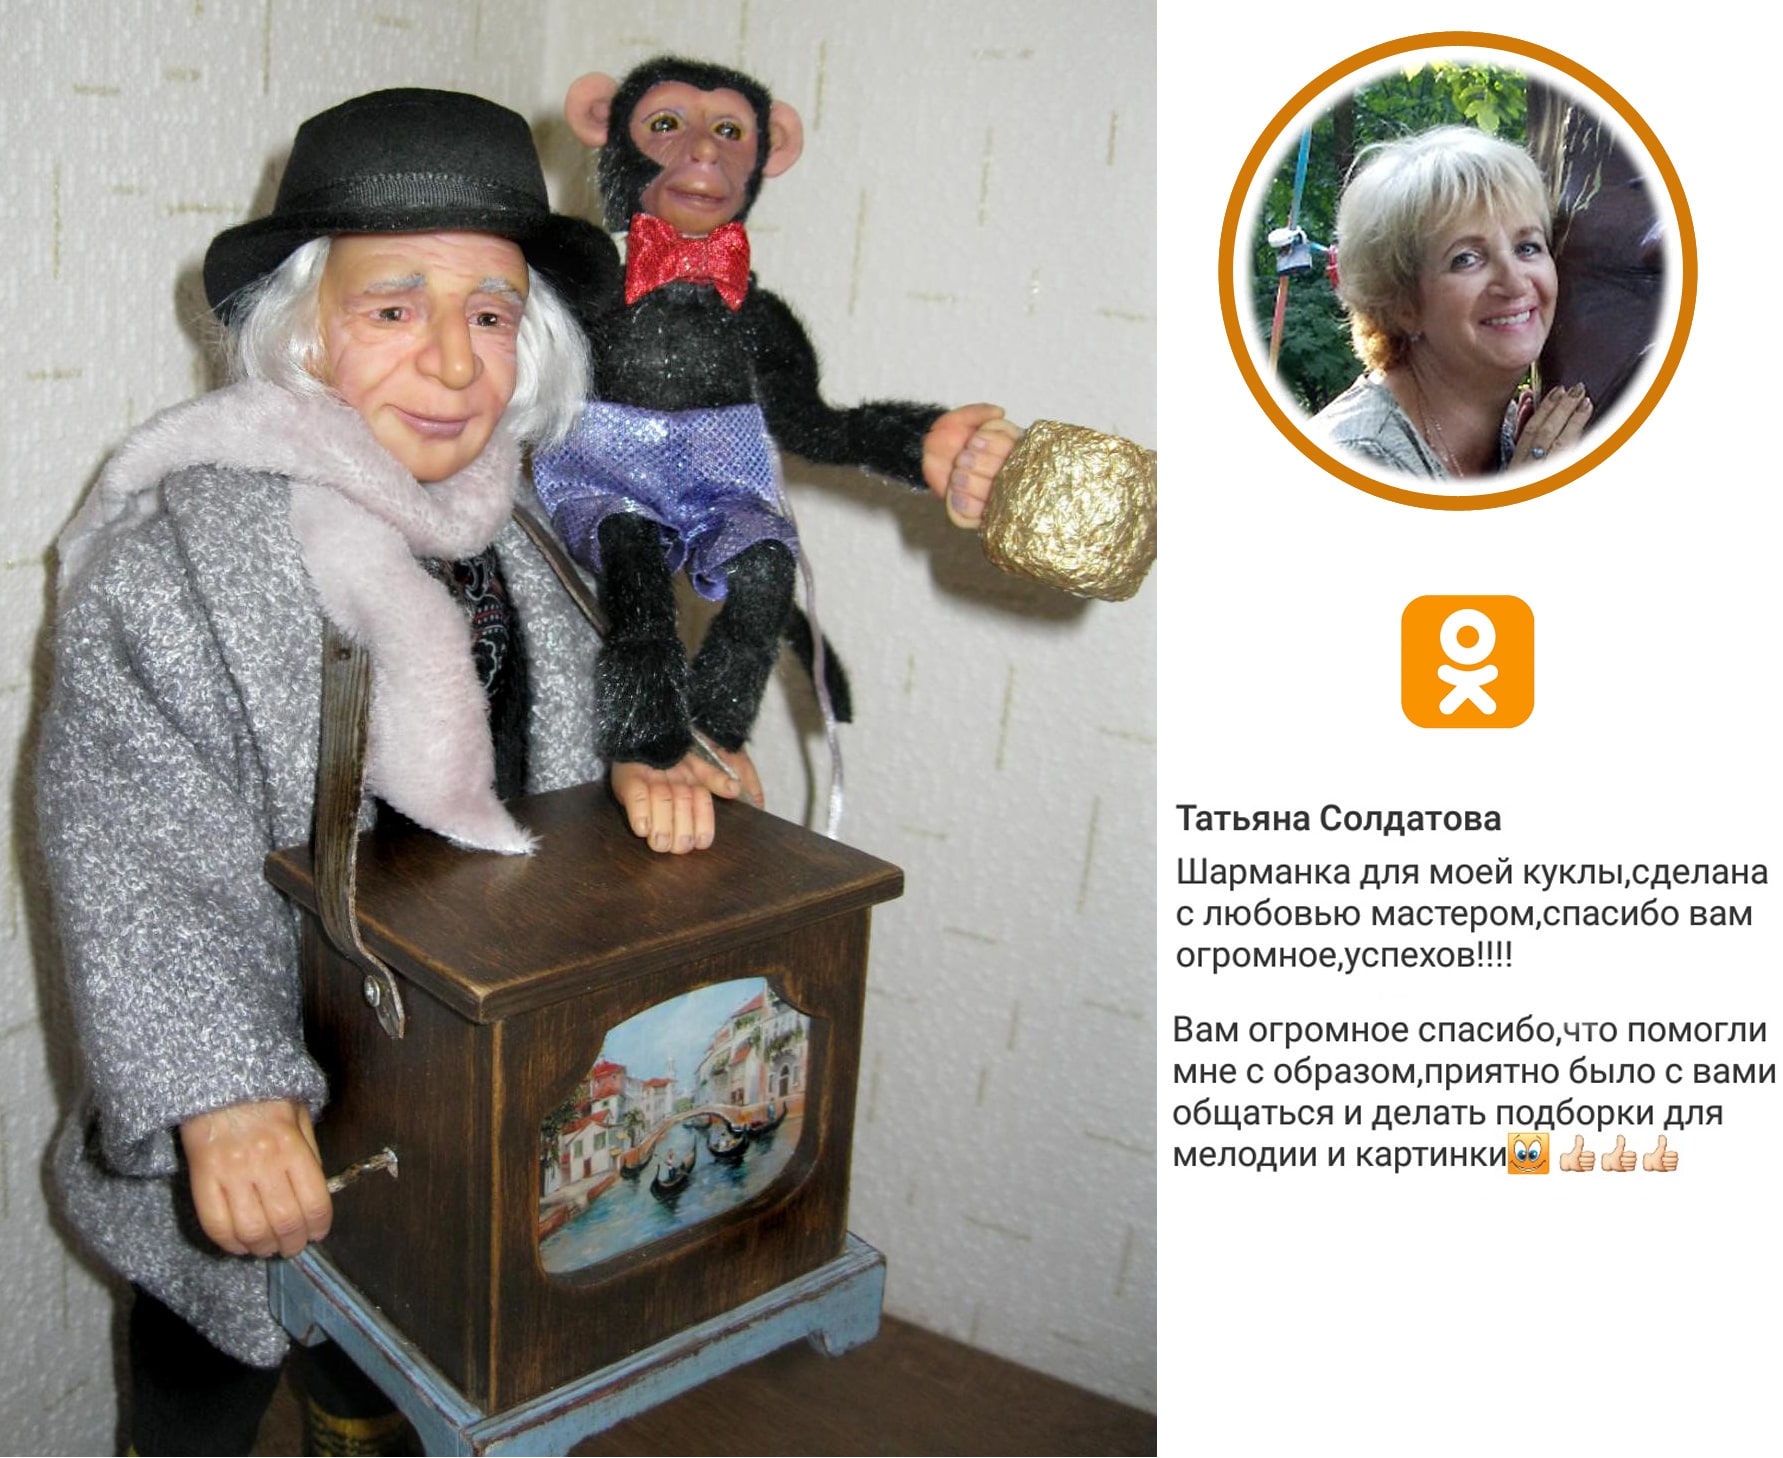 Татьяна Солдатова
Шарманка для моей куклы,сделана
с любовью мастером,спасибо вам
огромное,успехов!!!!
Вам огромное спасибо,что помогли
мне с образом,приятно было с вами
общаться и делать подборки для
мелодии и картинки